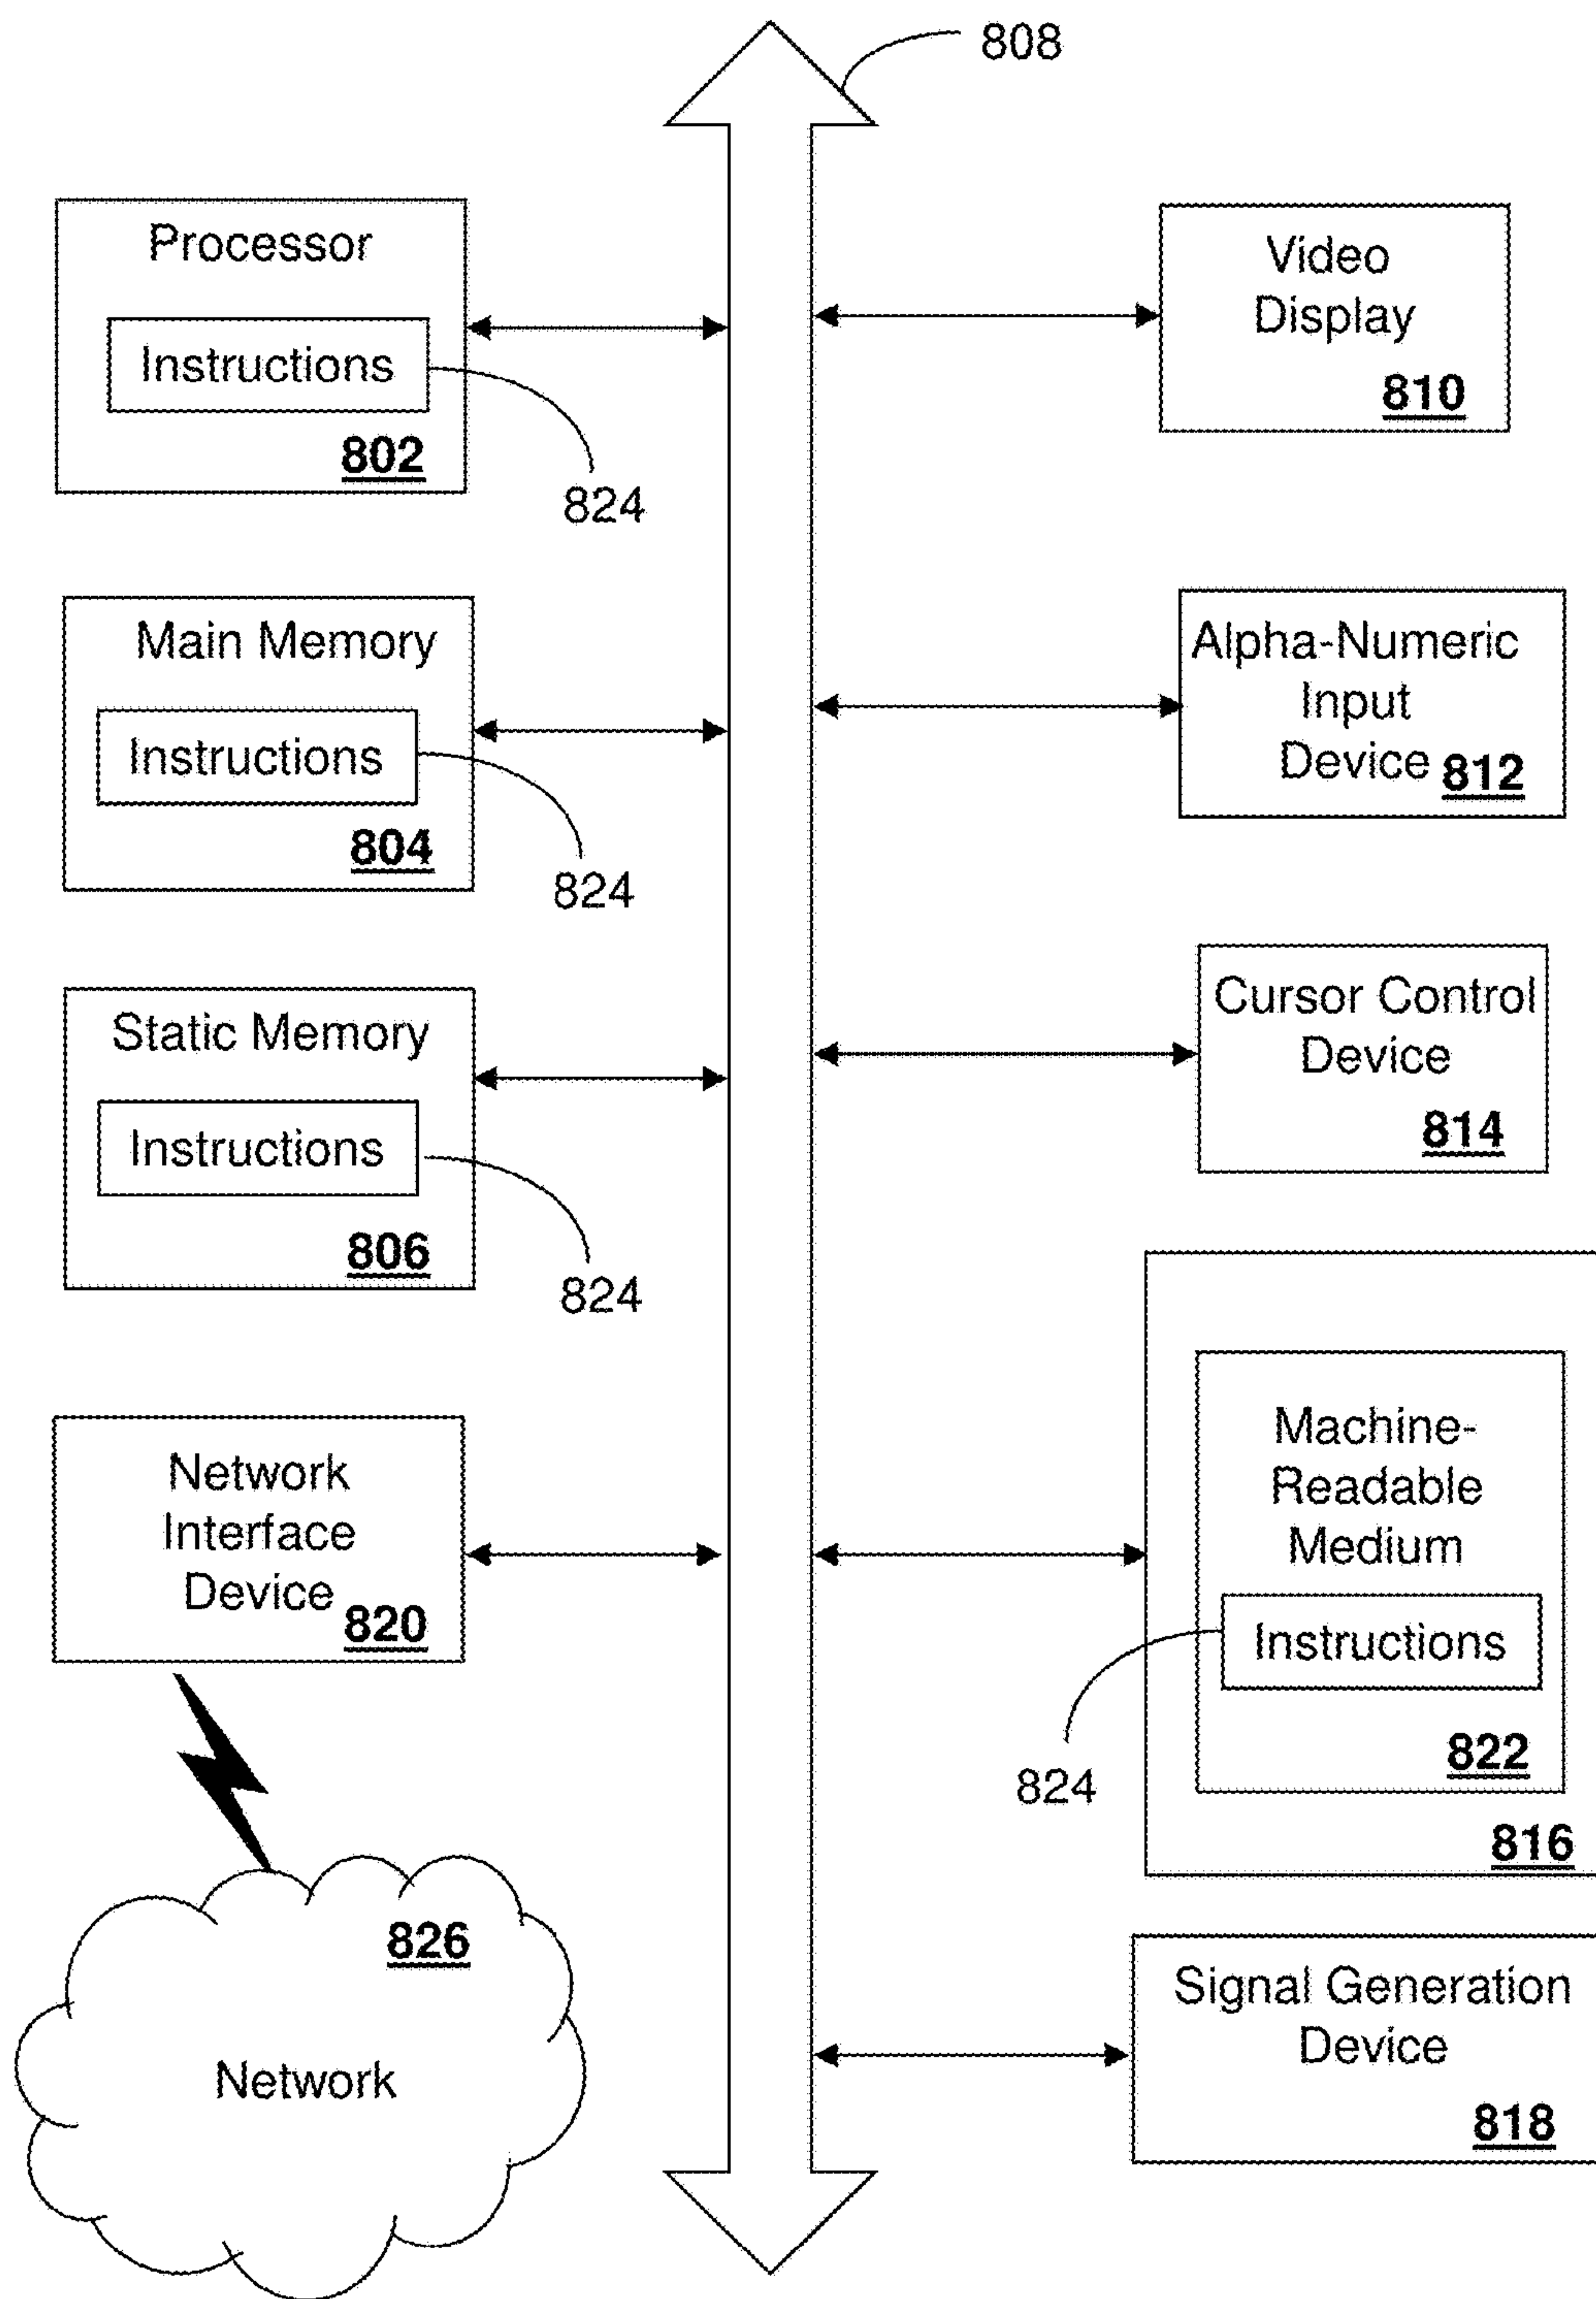 808
Processor
Instructions
802
824
Main Memory
Instructions
804
824
Static Memory
Instructions
806
824
Network
Interface
Device
820
826
Network
Video
Display
810
Alpha-Numeric
Input
Device
812
Cursor Control
Device
814
Machine-
Readable
Medium
Instructions
824
822
816
Signal Generation
Device
818